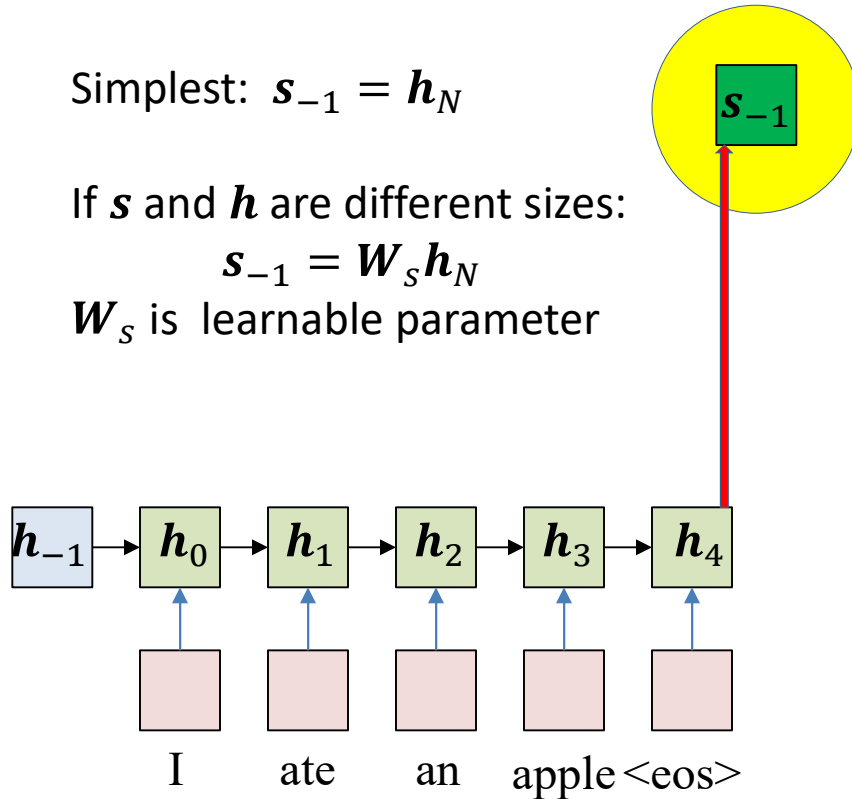 Simplest: s₋₁ = h_N
s₋₁
If s and h are different sizes:
s₋₁ = W_s h_N
W_s is learnable parameter
h₋₁ h₀ h₁ h₂ h₃ h₄
I ate an apple <eos>